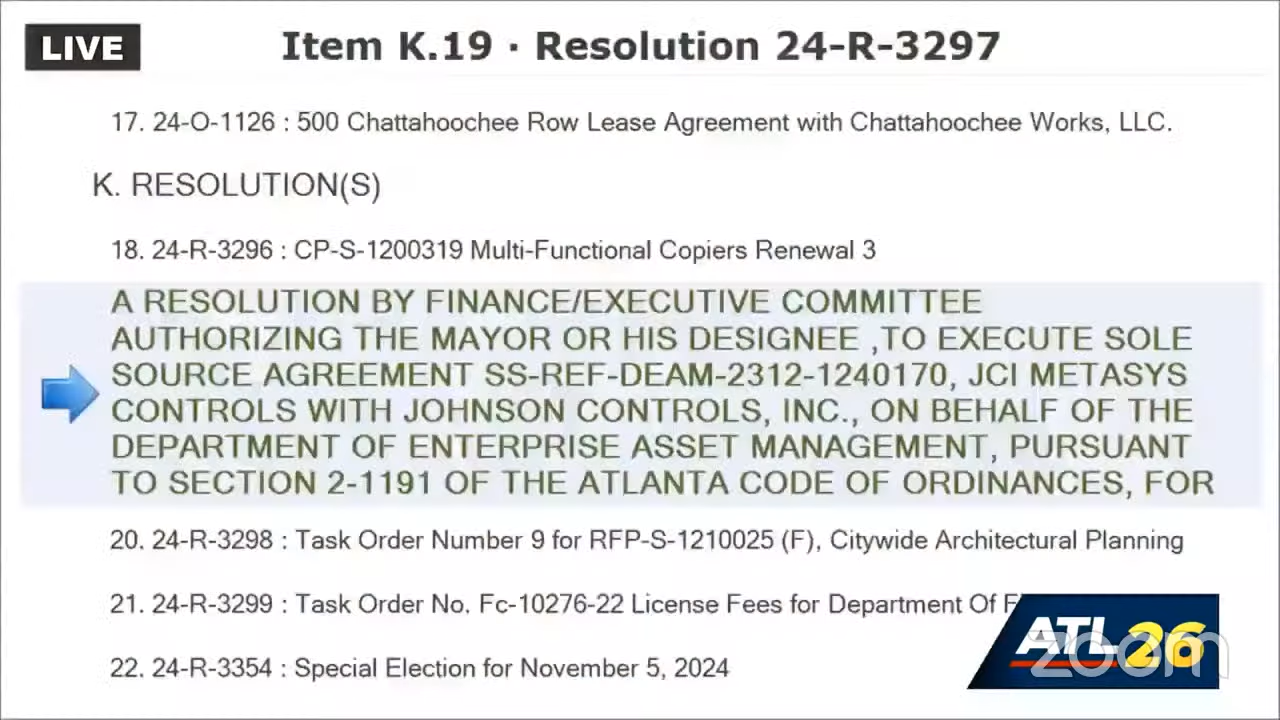 LIVE
Item K.19 · Resolution 24-R-3297
17. 24-O-1126 : 500 Chattahoochee Row Lease Agreement with Chattahoochee Works, LLC.
K. RESOLUTION(S)
18. 24-R-3296 : CP-S-1200319 Multi-Functional Copiers Renewal 3
A RESOLUTION BY FINANCE/EXECUTIVE COMMITTEE
AUTHORIZING THE MAYOR OR HIS DESIGNEE ,TO EXECUTE SOLE
SOURCE AGREEMENT SS-REF-DEAM-2312-1240170, JCI METASYS
CONTROLS WITH JOHNSON CONTROLS, INC., ON BEHALF OF THE
DEPARTMENT OF ENTERPRISE ASSET MANAGEMENT, PURSUANT
TO SECTION 2-1191 OF THE ATLANTA CODE OF ORDINANCES, FOR
20. 24-R-3298 : Task Order Number 9 for RFP-S-1210025 (F), Citywide Architectural Planning
21. 24-R-3299 : Task Order No. Fc-10276-22 License Fees for Department Of
22. 24-R-3354 : Special Election for November 5, 2024
ATL 26
zoom